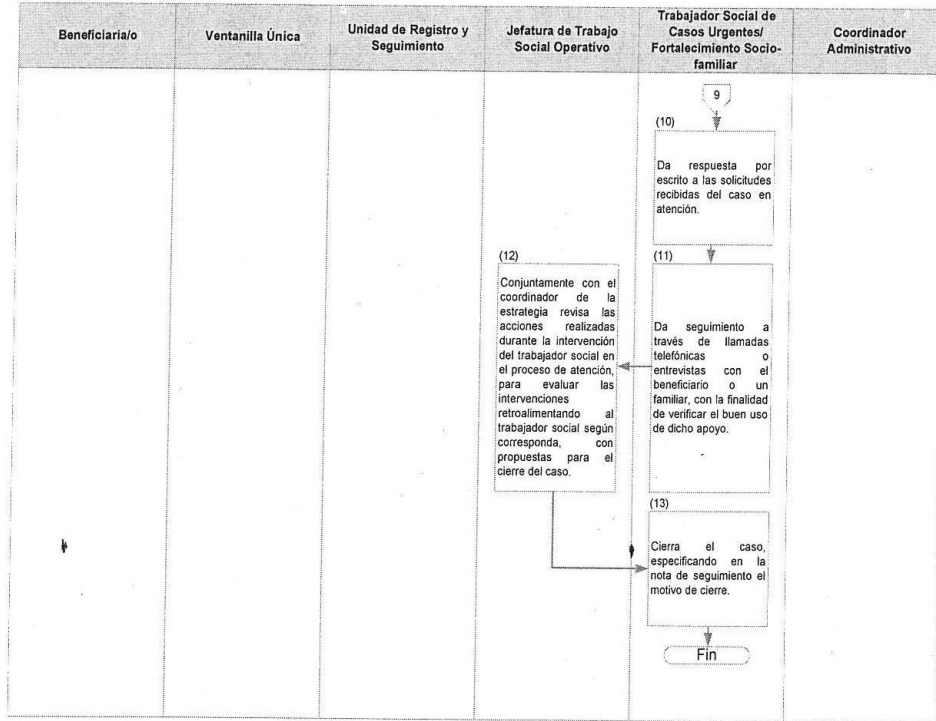 Beneficiaria/o
Ventanilla Única
Unidad de Registro y
Seguimiento
Jefatura de Trabajo
Social Operativo
Trabajador Social de
Casos Urgentes/
Fortalecimiento Socio-
familiar
Coordinador
Administrativo
9
(10)
Da respuesta por
escrito a las solicitudes
recibidas del caso en
atención.
(11)
Da seguimiento a
través de llamadas
telefónicas o
entrevistas con el
beneficiario o un
familiar, con la finalidad
de verificar el buen uso
de dicho apoyo.
(12)
Conjuntamente con el
coordinador de la
estrategia revisa las
acciones realizadas
durante la intervención
del trabajador social en
el proceso de atención,
para evaluar las
intervenciones
retroalimentando al
trabajador social según
corresponda, con
propuestas para el
cierre del caso.
(13)
Cierra el caso,
especificando en la
nota de seguimiento el
motivo de cierre.
Fin